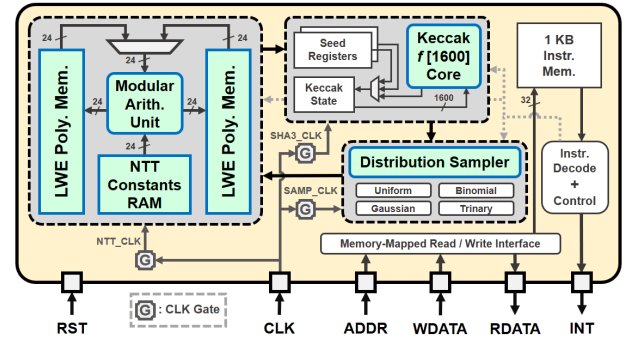 24
24
24
LWE Poly. Mem.
24
Modular
Arith.
Unit
24
24
NTT
Constants
RAM
LWE Poly. Mem.
Seed
Registers
Keccak
State
Keccak
f [1600]
Core
1600
1 KB
Instr.
Mem.
32
SHA3_CLK
Distribution Sampler
Uniform
Binomial
Gaussian
Trinary
Instr.
Decode
+
Control
SAMP_CLK
NTT_CLK
G
G
G
Memory-Mapped Read / Write Interface
G : CLK Gate
RST
CLK
ADDR
WDATA
RDATA
INT